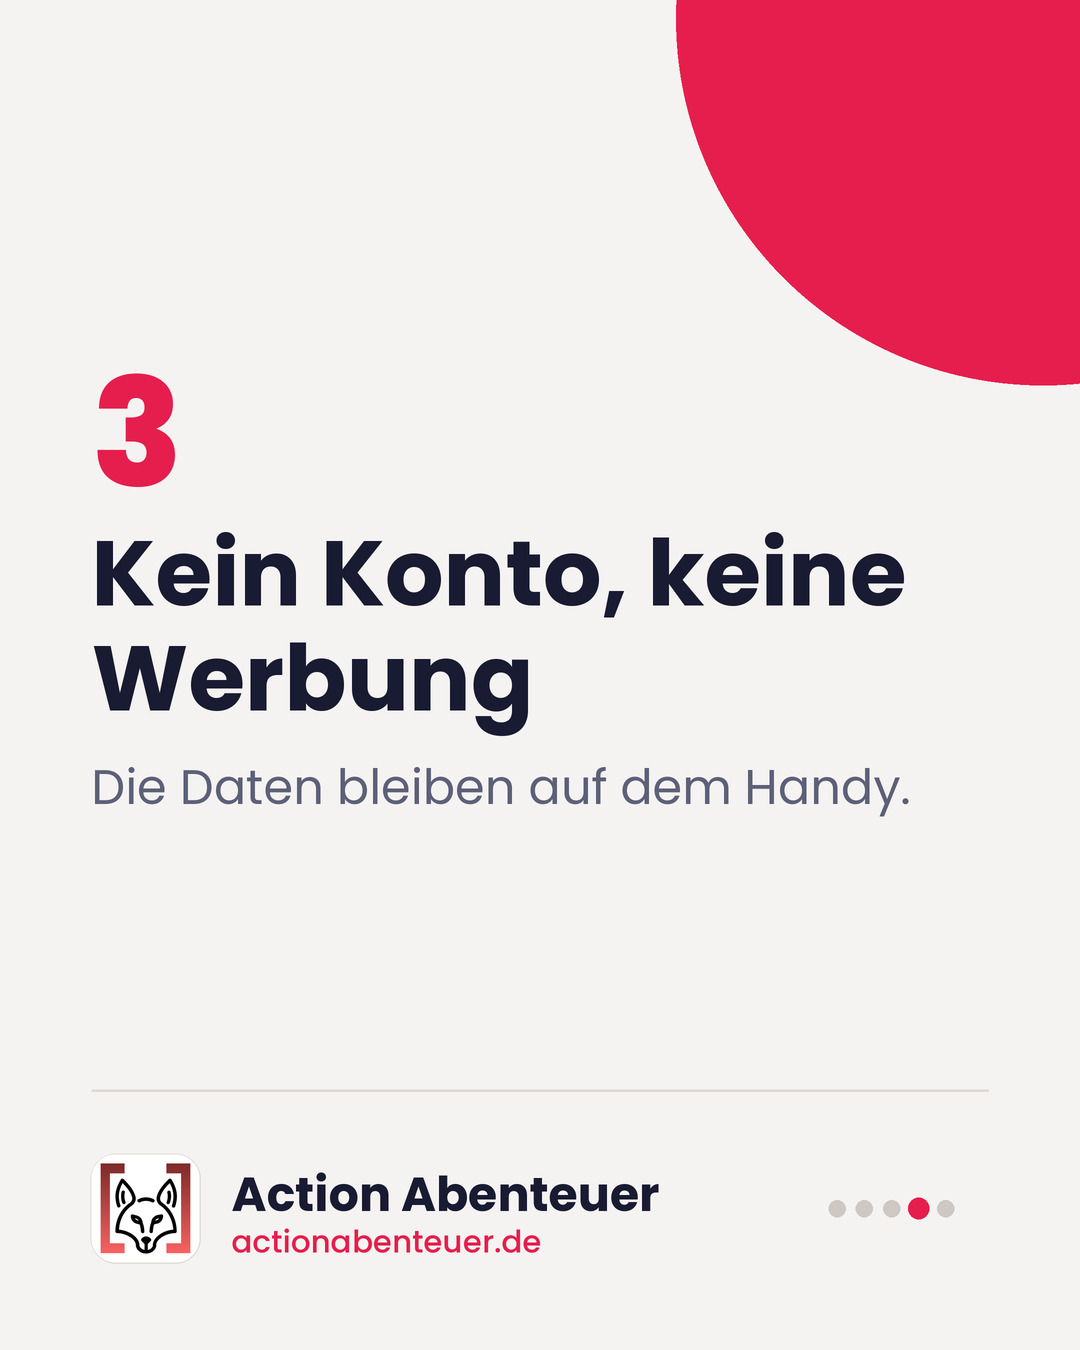 3
Kein Konto, keine
Werbung
Die Daten bleiben auf dem Handy.
Action Abenteuer
actionabenteuer.de